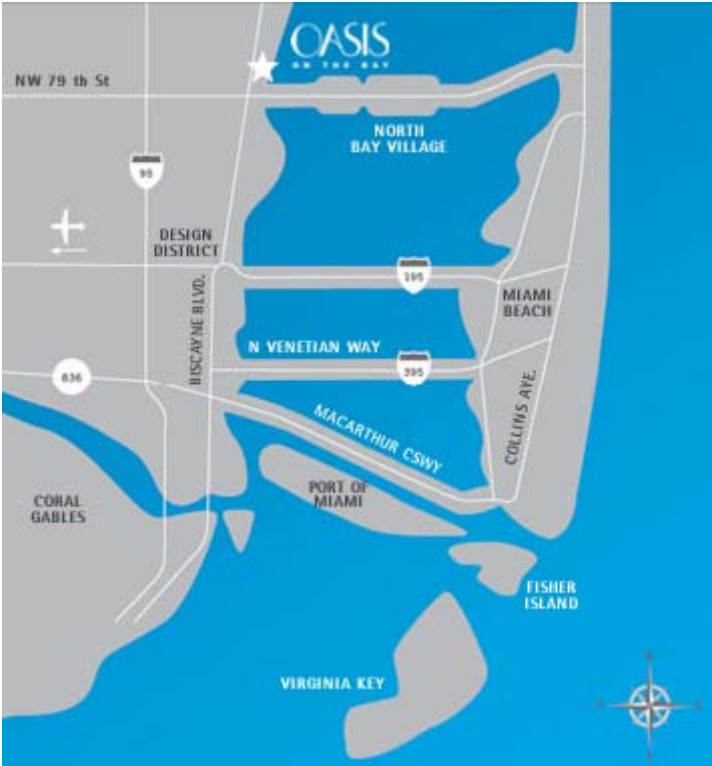 OASIS
ON THE BAY
NW 79 th St
NORTH
BAY VILLAGE
95
DESIGN
DISTRICT
195
BISCAYNE BLVD.
MIAMI
BEACH
N VENETIAN WAY
395
836
COLLINS AVE.
MACARTHUR CSWY
PORT OF
MIAMI
CORAL
GABLES
FISHER
ISLAND
VIRGINIA KEY